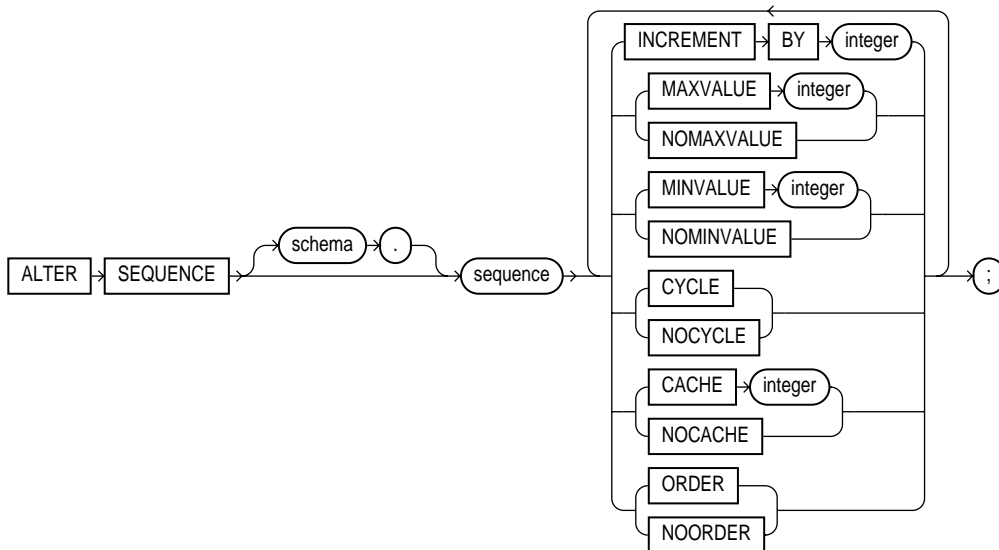 INCREMENT BY integer
MAXVALUE integer
NOMAXVALUE
MINVALUE integer
NOMINVALUE
schema .
ALTER SEQUENCE sequence
CYCLE
NOCYCLE
;
CACHE integer
NOCACHE
ORDER
NOORDER